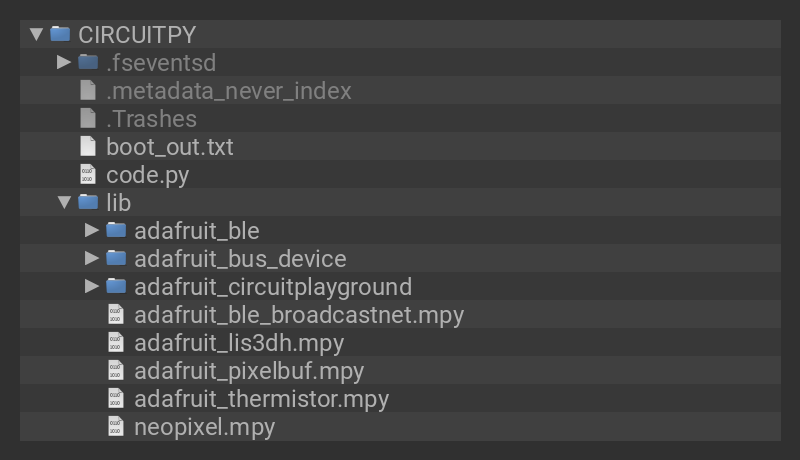 CIRCUITPY
.fseventsd
.metadata_never_index
.Trashes
boot_out.txt
code.py
lib
adafruit_ble
adafruit_bus_device
adafruit_circuitplayground
adafruit_ble_broadcastnet.mpy
adafruit_lis3dh.mpy
adafruit_pixelbuf.mpy
adafruit_thermistor.mpy
neopixel.mpy